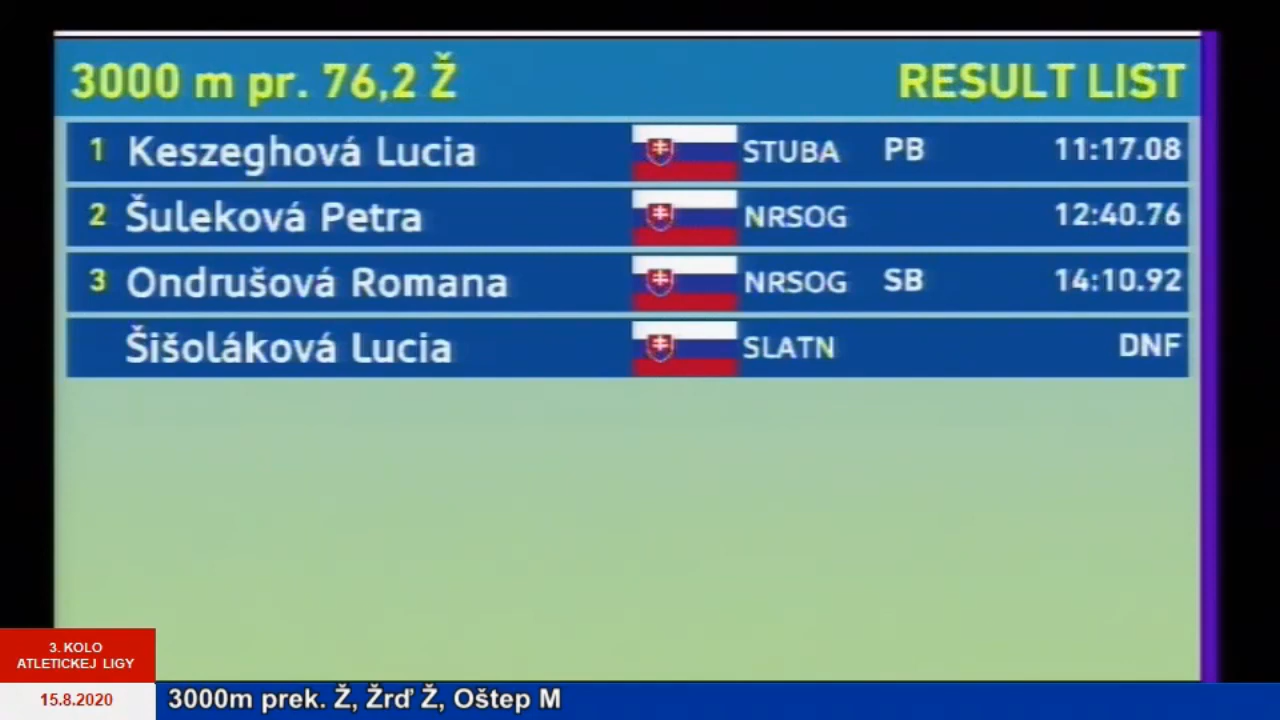 3000 m pr. 76,2 Ž RESULT LIST
1 Keszeghová Lucia STUBA PB 11:17.08
2 Šuleková Petra NRSOG 12:40.76
3 Ondrušová Romana NRSOG SB 14:10.92
Šišoláková Lucia SLATN DNF
3. KOLO
ATLETICKEJ LIGY
15.8.2020
3000m prek. Ž, Žrď Ž, Oštep M